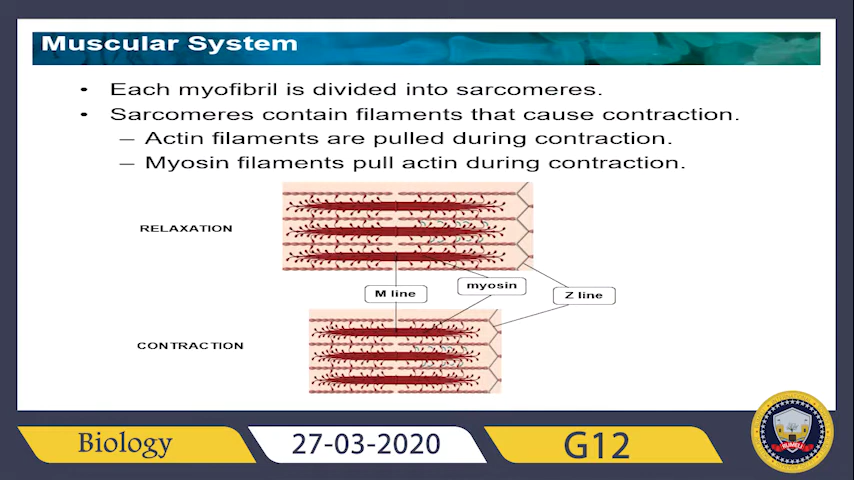 Muscular System
• Each myofibril is divided into sarcomeres.
• Sarcomeres contain filaments that cause contraction.
– Actin filaments are pulled during contraction.
– Myosin filaments pull actin during contraction.
RELAXATION
M line
myosin
Z line
CONTRACTION
Biology
27-03-2020
G12